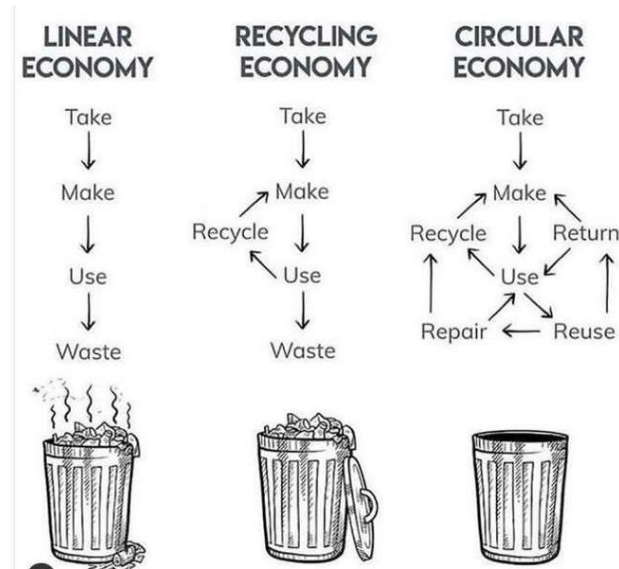 LINEAR
ECONOMY
Take
Make
Use
Waste
RECYCLING
ECONOMY
Take
Make
Recycle
Use
Waste
CIRCULAR
ECONOMY
Take
Make
Recycle
Return
Use
Repair
Reuse